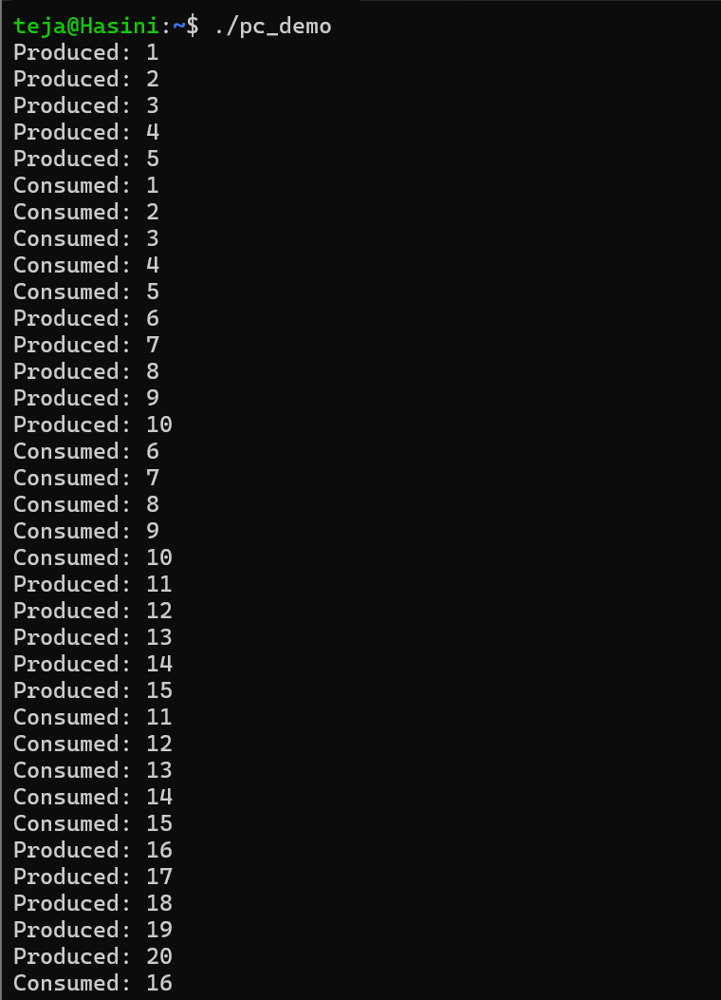 teja@Hasini:~$ ./pc_demo
Produced: 1
Produced: 2
Produced: 3
Produced: 4
Produced: 5
Consumed: 1
Consumed: 2
Consumed: 3
Consumed: 4
Consumed: 5
Produced: 6
Produced: 7
Produced: 8
Produced: 9
Produced: 10
Consumed: 6
Consumed: 7
Consumed: 8
Consumed: 9
Consumed: 10
Produced: 11
Produced: 12
Produced: 13
Produced: 14
Produced: 15
Consumed: 11
Consumed: 12
Consumed: 13
Consumed: 14
Consumed: 15
Produced: 16
Produced: 17
Produced: 18
Produced: 19
Produced: 20
Consumed: 16